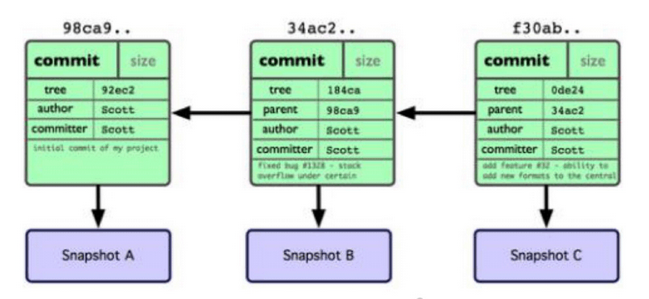 98ca9..
commit size
tree 92ec2
author Scott
committer Scott
initial commit of my project
Snapshot A
34ac2..
commit size
tree 184ca
parent 98ca9
author Scott
committer Scott
fixed bug #1328 - stack
overflow under certain
Snapshot B
f30ab..
commit size
tree 0de24
parent 34ac2
author Scott
committer Scott
add feature #32 - ability to
add new formats to the central
Snapshot C